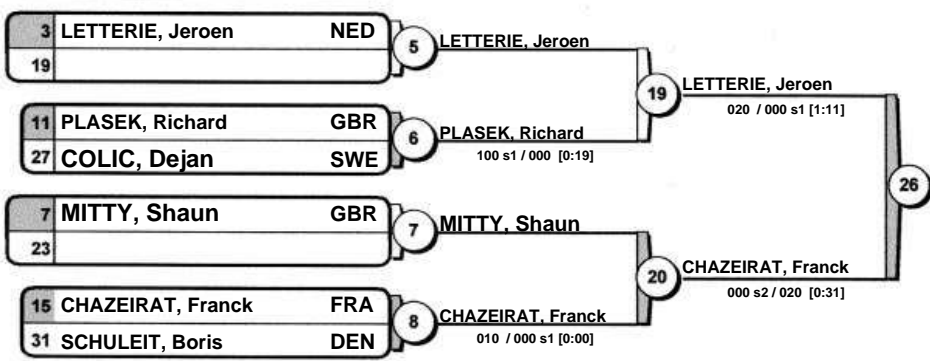 3 LETTERIE, Jeroen NED
19
5
LETTERIE, Jeroen
11 PLASEK, Richard GBR
27 COLIC, Dejan SWE
6
PLASEK, Richard
100 s1 / 000 [0:19]
19
LETTERIE, Jeroen
020 / 000 s1 [1:11]
7 MITTY, Shaun GBR
23
7
MITTY, Shaun
15 CHAZEIRAT, Franck FRA
31 SCHULEIT, Boris DEN
8
CHAZEIRAT, Franck
010 / 000 s1 [0:00]
20
CHAZEIRAT, Franck
000 s2 / 020 [0:31]
26